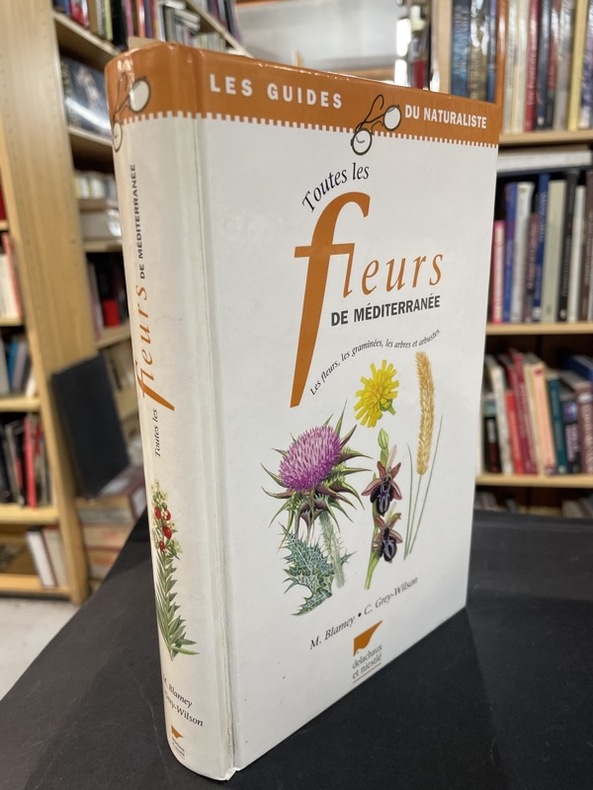 LES GUIDES DU NATURALISTE
Toutes les
fleurs
DE MÉDITERRANÉE
Les fleurs, les graminées, les arbres et arbustes
M. Blamey • C. Grey-Wilson
delachaux
et niestlé
Toutes les fleurs DE MÉDITERRANÉE
Blamey
Grey-Wilson